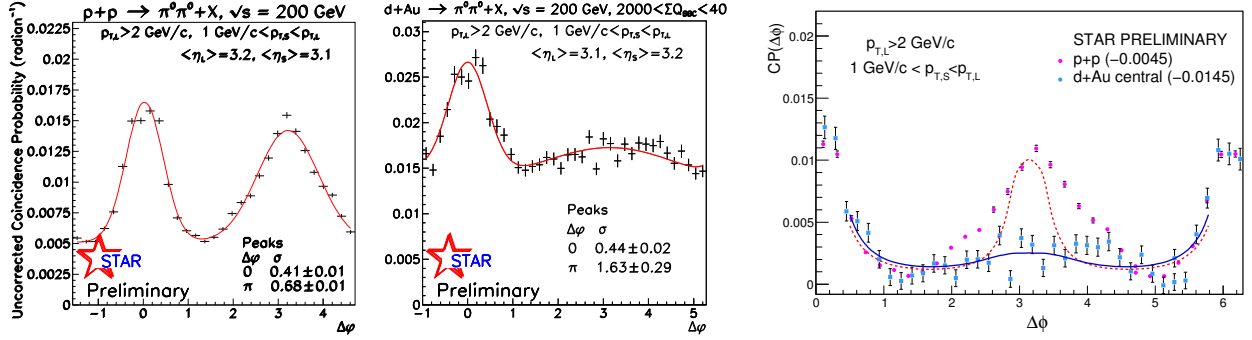 p+p → π⁰π⁰+X, √s = 200 GeV
p_T,L>2 GeV/c, 1 GeV/c<p_T,S<p_T,L
<η_L>=3.2, <η_S>=3.1
Uncorrected Coincidence Probability (radian⁻¹)
0.02
0.0175
0.015
0.0125
0.01
0.0075
0.005
0.0025
0
STAR
Preliminary
Peaks
Δφ σ
0 0.41±0.01
π 0.68±0.01
−1 0 1 2 3 4
Δφ
d+Au → π⁰π⁰+X, √s = 200 GeV, 2000<ΣQ_BBC<40
p_T,L>2 GeV/c, 1 GeV/c<p_T,S<p_T,L
<η_L>=3.1, <η_S>=3.2
0.03
0.025
0.03
0.015
0.01
0.005
0
STAR
Preliminary
Peaks
Δφ σ
0 0.44±0.02
π 1.63±0.29
−1 0 1 2 3 4 5
Δφ
CP(Δϕ)
0.02
0.015
0.010
0.005
0
p_T,L>2 GeV/c
1 GeV/c < p_T,S<p_T,L
STAR PRELIMINARY
p+p (−0.0045)
d+Au central (−0.0145)
0 1 2 3 4 5 6
Δϕ